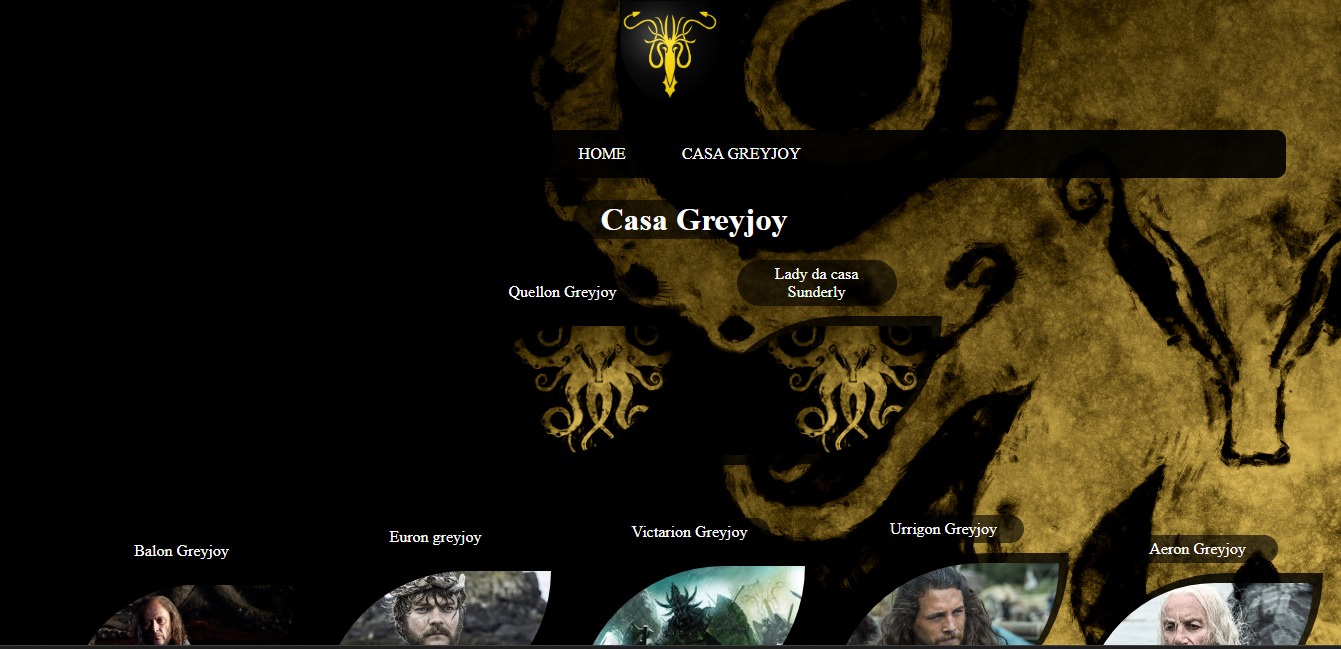 HOME CASA GREYJOY
Casa Greyjoy
Quellon Greyjoy
Lady da casa
Sunderly
Balon Greyjoy
Euron greyjoy
Victarion Greyjoy
Urrigon Greyjoy
Aeron Greyjoy